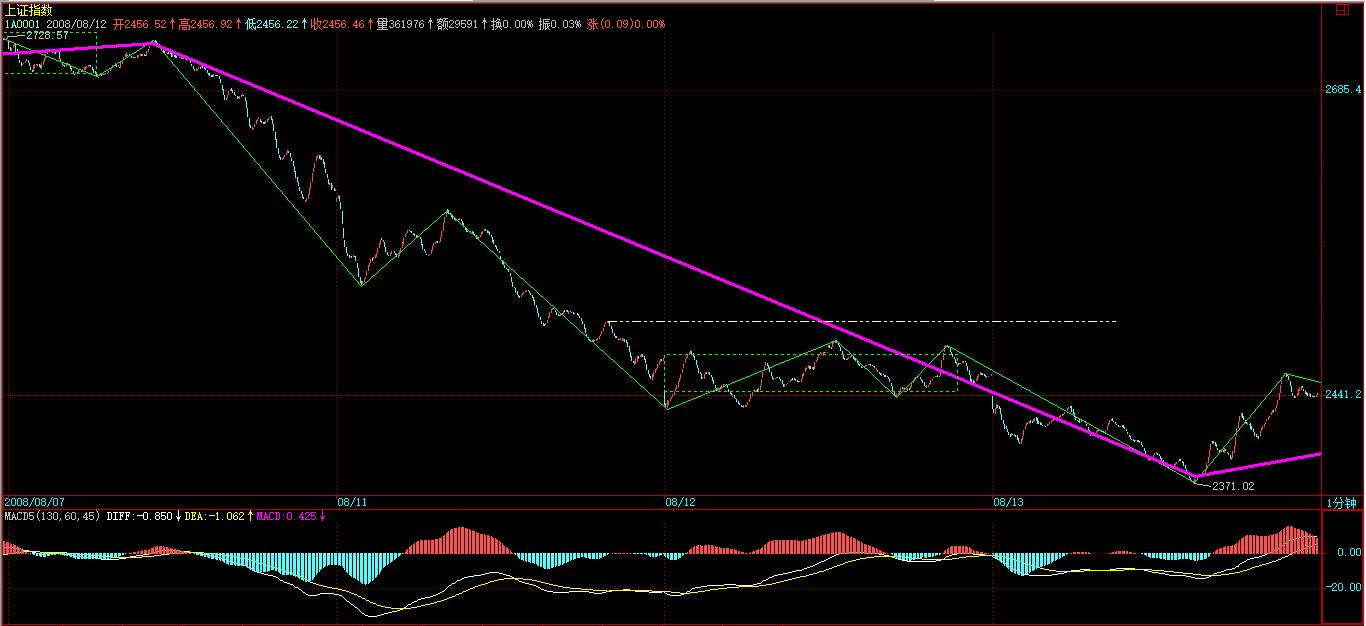 上证指数
1A0001 2008/08/12 开2456.52↑高2456.92↑低2456.22↑收2456.46↑量361976↑额29591↑换0.00% 振0.03% 涨(0.09)0.00%
2728.57
2685.4
2441.2
2371.02
2008/08/07 08/11 08/12 08/13 1分钟
MACD5(130,60,45) DIFF:-0.850↓DEA:-1.062↑MACD:0.425↓
0.00
-20.00